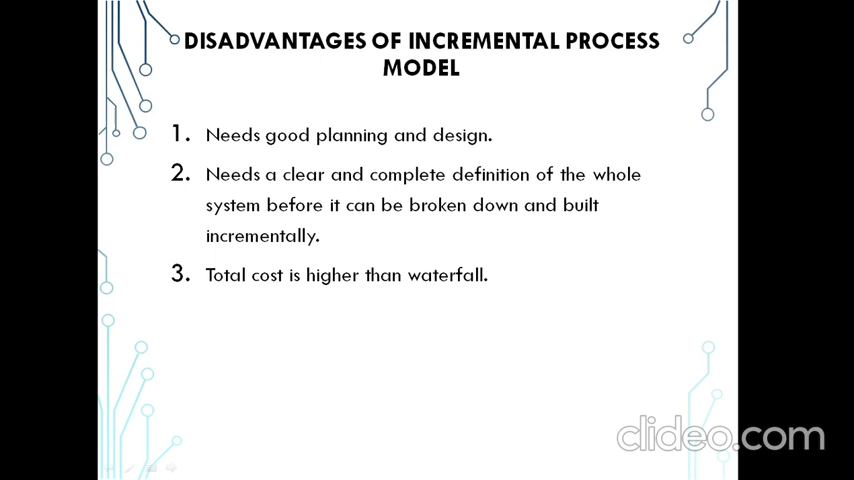 DISADVANTAGES OF INCREMENTAL PROCESS
MODEL
1. Needs good planning and design.
2. Needs a clear and complete definition of the whole
system before it can be broken down and built
incrementally.
3. Total cost is higher than waterfall.
clideo.com